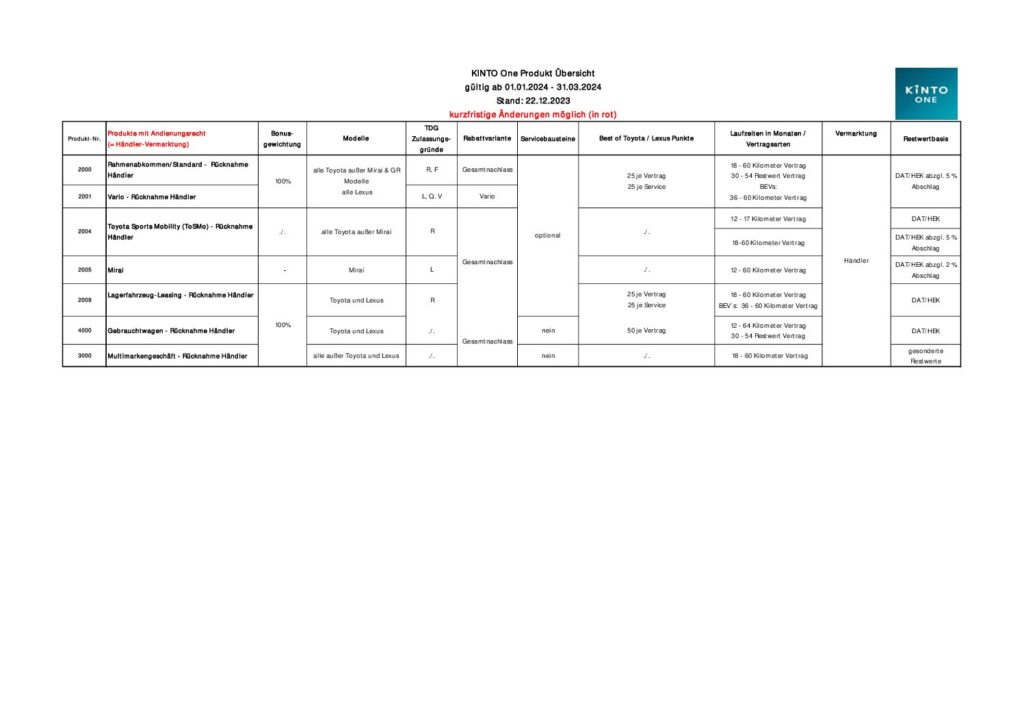 KINTO One Produkt Übersicht
gültig ab 01.01.2024 - 31.03.2024
Stand: 22.12.2023
kurzfristige Änderungen möglich (in rot)
KINTO
ONE
Produkt-Nr.
Produkte mit Andienungsrecht
(= Händler-Vermarktung)
Bonus-
gewichtung
Modelle
TDG
Zulassungs-
gründe
Rabattvariante
Servicebausteine
Best of Toyota / Lexus Punkte
Laufzeiten in Monaten /
Vertragsarten
Vermarktung
Restwertbasis
2000
Rahmenabkommen/Standard - Rücknahme
Händler
100%
alle Toyota außer Mirai & GR
Modelle
alle Lexus
R, F
Gesamtnachlass
optional
25 je Vertrag
25 je Service
18 - 60 Kilometer Vertrag
30 - 54 Restwert Vertrag
BEVs:
36 - 60 Kilometer Vertrag
Händler
DAT/HEK abzgl. 5 %
Abschlag
2001
Vario - Rücknahme Händler
L, Q, V
Vario
2004
Toyota Sports Mobility (ToSMo) - Rücknahme
Händler
./.
alle Toyota außer Mirai
R
Gesamtnachlass
./.
12 - 17 Kilometer Vertrag
DAT/HEK
18-60 Kilometer Vertrag
DAT/HEK abzgl. 5 %
Abschlag
2005
Mirai
-
Mirai
L
./.
12 - 60 Kilometer Vertrag
DAT/HEK abzgl. 2 %
Abschlag
2009
Lagerfahrzeug-Leasing - Rücknahme Händler
100%
Toyota und Lexus
R
25 je Vertrag
25 je Service
18 - 60 Kilometer Vertrag
BEV´s: 36 - 60 Kilometer Vertrag
DAT/HEK
4000
Gebrauchtwagen - Rücknahme Händler
Toyota und Lexus
./.
Gesamtnachlass
nein
50 je Vertrag
12 - 64 Kilometer Vertrag
30 - 54 Restwert Vertrag
DAT/HEK
3000
Multimarkengeschäft - Rücknahme Händler
alle außer Toyota und Lexus
./.
nein
./.
18 - 60 Kilometer Vertrag
gesonderte
Restwerte